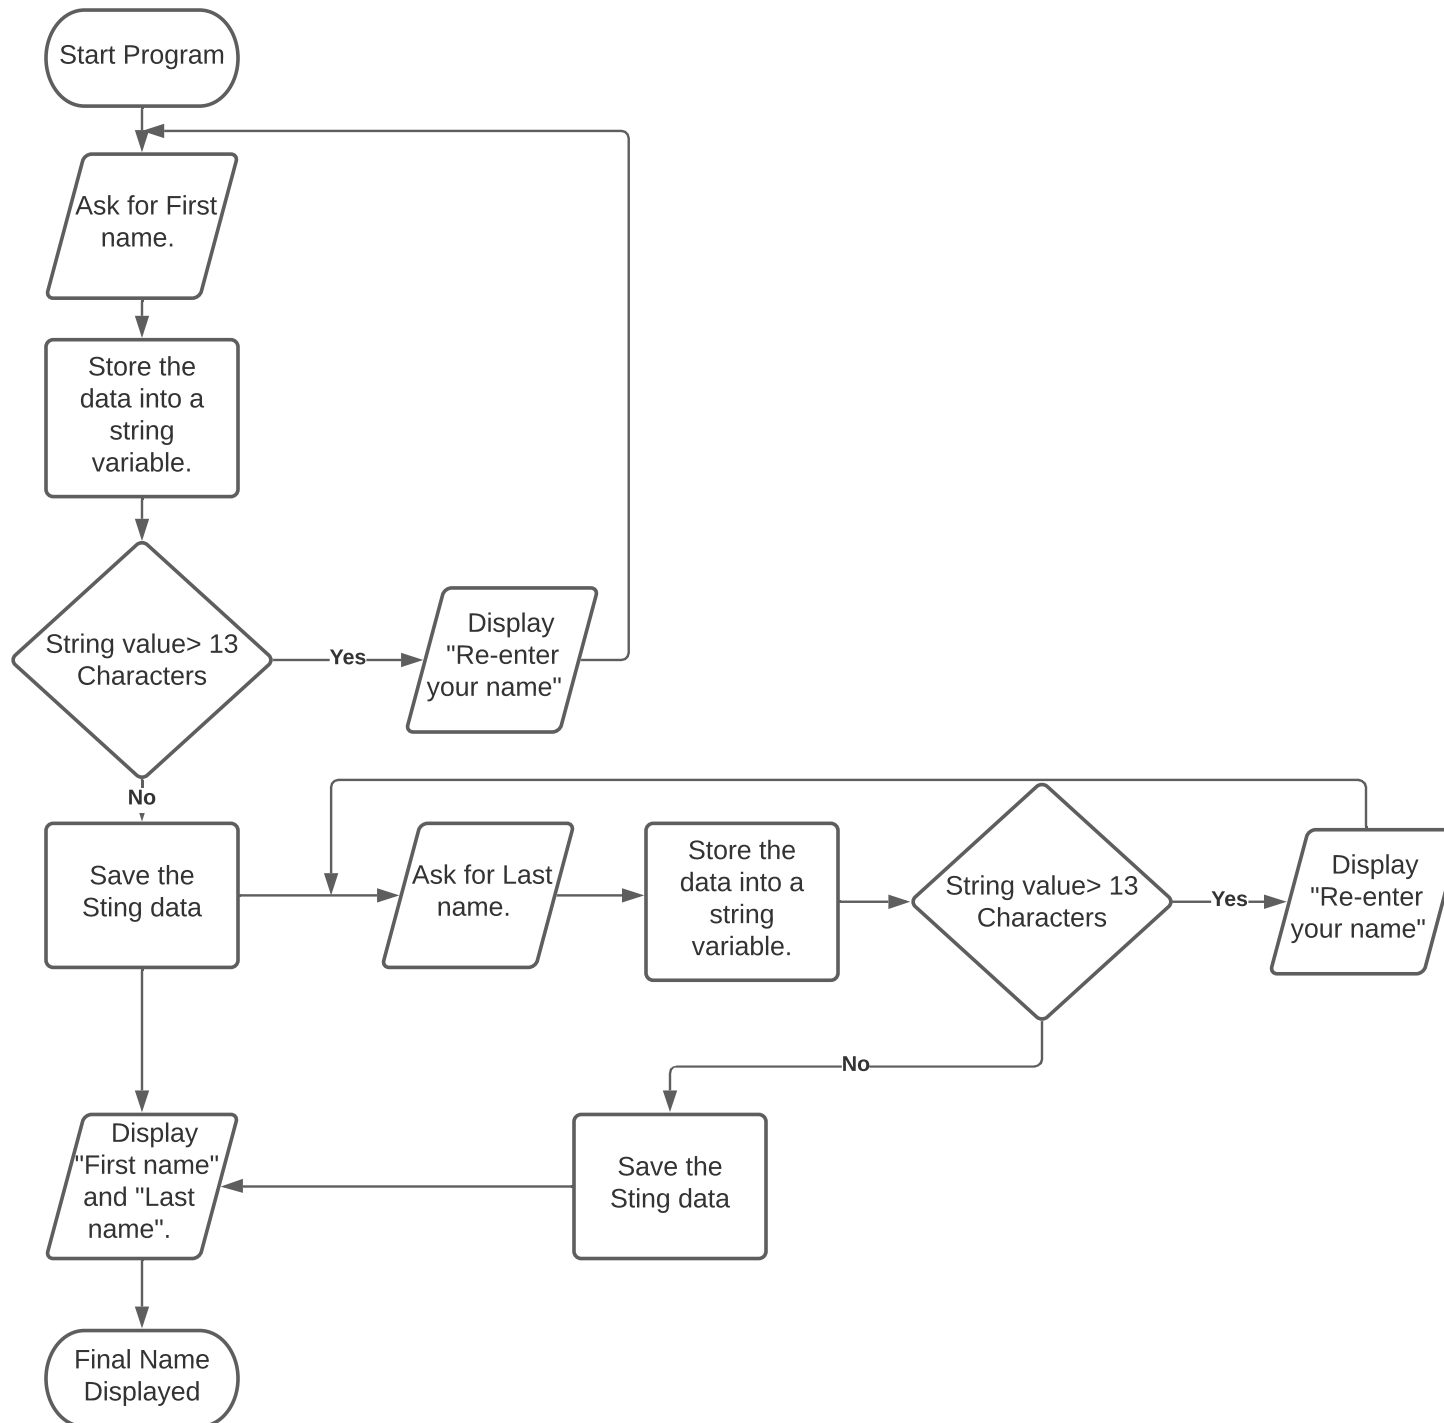 Start Program
Ask for First
name.
Store the
data into a
string
variable.
String value> 13
Characters
Yes
Display
"Re-enter
your name"
No
Save the
Sting data
Ask for Last
name.
Store the
data into a
string
variable.
String value> 13
Characters
Yes
Display
"Re-enter
your name"
No
Save the
Sting data
Display
"First name"
and "Last
name".
Final Name
Displayed